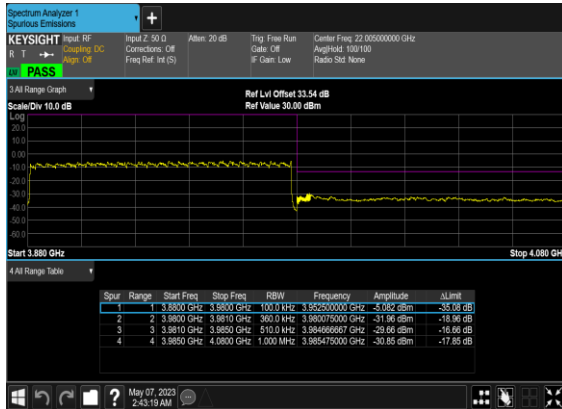 Spectrum Analyzer 1
Spurious Emissions
KEYSIGHT Input: RF Input Z: 50 Ω Atten: 20 dB Trig: Free Run Center Freq: 22.005000000 GHz
R T Coupling: DC Corrections: Off Gate: Off Avg|Hold: 100/100
Align: Off Freq Ref: Int (S) IF Gain: Low Radio Std: None
PASS
3 All Range Graph Ref Lvl Offset 33.54 dB
Scale/Div 10.0 dB Ref Value 30.00 dBm
Log
20.0
10.0
0.00
-10.0
-20.0
-30.0
-40.0
-50.0
-60.0
Start 3.880 GHz Stop 4.080 GH
4 All Range Table
Spur Range Start Freq Stop Freq RBW Frequency Amplitude ΔLimit
1 1 3.8800 GHz 3.9800 GHz 100.0 kHz 3.952500000 GHz -5.082 dBm -35.08 dB
2 2 3.9800 GHz 3.9810 GHz 360.0 kHz 3.980075000 GHz -31.96 dBm -18.96 dB
3 3 3.9810 GHz 3.9850 GHz 510.0 kHz 3.984666667 GHz -29.66 dBm -16.66 dB
4 4 3.9850 GHz 4.0800 GHz 1.000 MHz 3.985475000 GHz -30.85 dBm -17.85 dB
May 07, 2023
2:43:19 AM